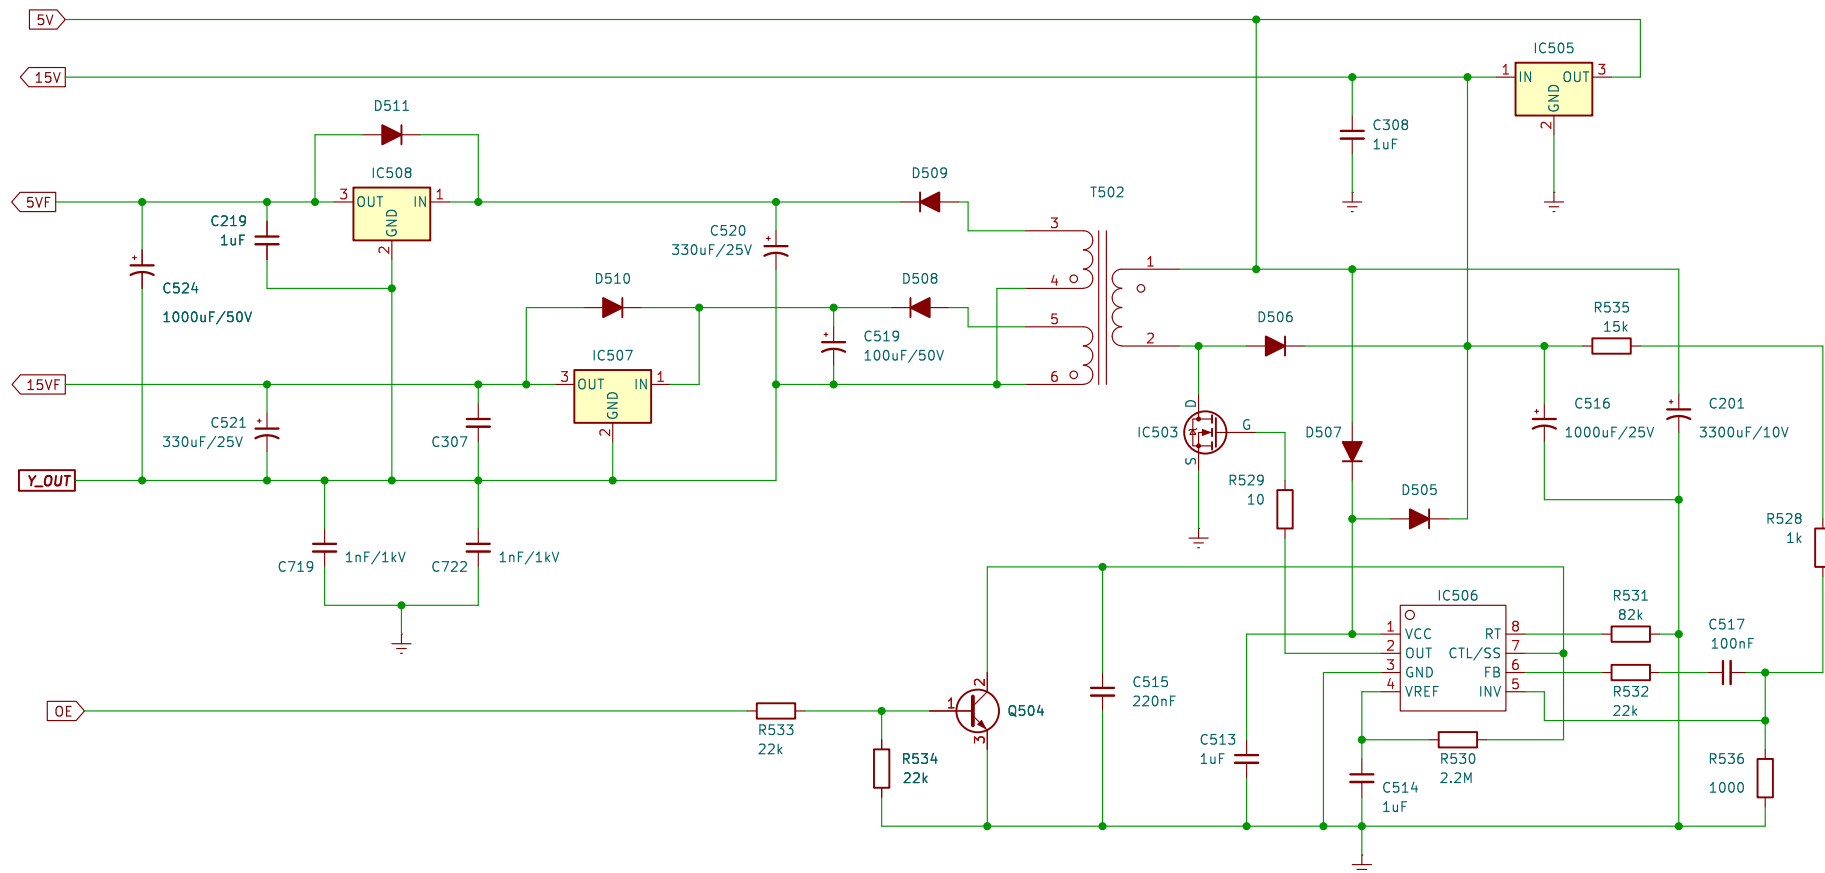 5V
15V
IC505
1 IN OUT 3
GND
2
D511
C308
1uF
IC508
5VF
3 OUT IN 1
GND
2
C219
1uF
D509
T502
3
C520
330uF/25V
C524
1000uF/50V
D510
D508
4
1
5
D506
R535
15k
C519
100uF/50V
2
IC507
15VF
3 OUT IN 1
GND
2
6
C521
330uF/25V
C307
IC503
D
G
S
D507
C516
1000uF/25V
C201
3300uF/10V
Y_OUT
R529
10
D505
R528
1k
C719
1nF/1kV
C722
1nF/1kV
IC506
1 VCC RT 8
2 OUT CTL/SS 7
3 GND FB 6
4 VREF INV 5
R531
82k
C517
100nF
R532
22k
OE
R533
22k
1
2
3
Q504
C515
220nF
R534
22k
C513
1uF
R530
2.2M
C514
1uF
R536
1000